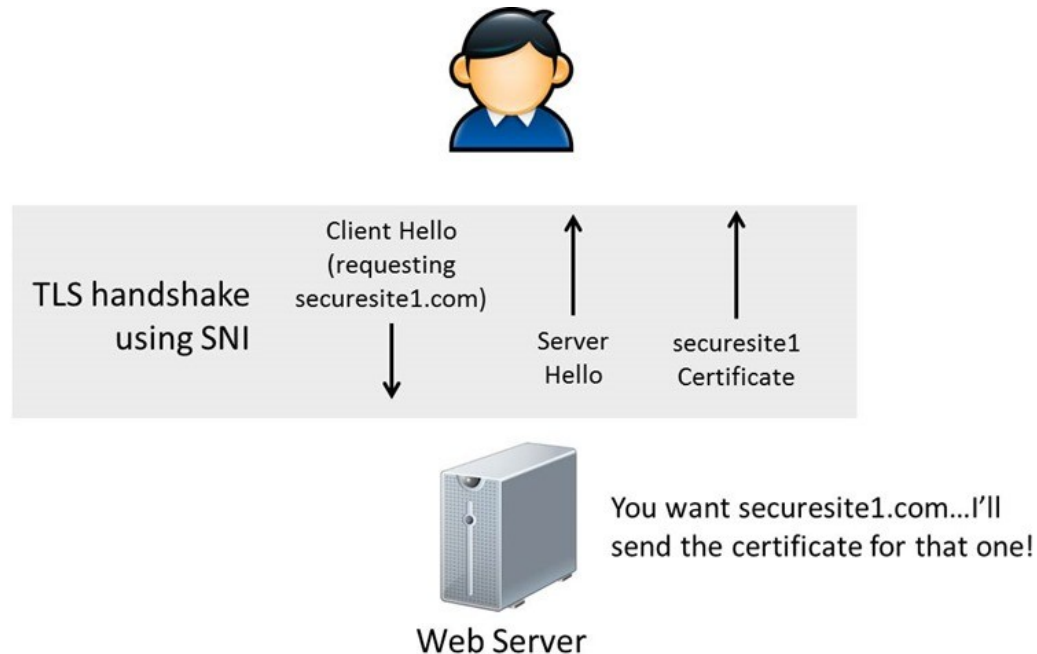 Client Hello
(requesting
securesite1.com)
TLS handshake
using SNI
Server
Hello
securesite1
Certificate
You want securesite1.com...I'll
send the certificate for that one!
Web Server